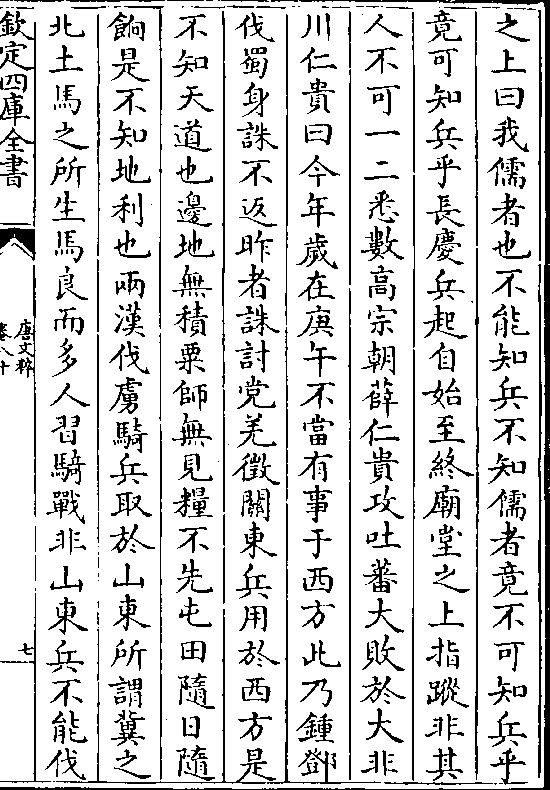 之上曰我儒者也不能知兵不知儒者竟不可知兵乎
竟可知兵乎長慶兵起自始至終廟堂之上指蹤非其
人不可一二悉數高宗朝薛仁貴攻吐蕃大敗於大非
川仁貴曰今年歲在庚午不當有事于西方此乃鍾鄧
伐蜀身誅不返昨者誅討党羌徵關東兵用於西方是
不知天道也邊地無積粟師無見糧不先屯田隨日隨
餉是不知地利也兩漢伐虜騎兵取於山東所謂冀之
北土馬之所生馬良而多人習騎戰非山東兵不能伐
欽定四庫全書
唐文粹
卷八十
七